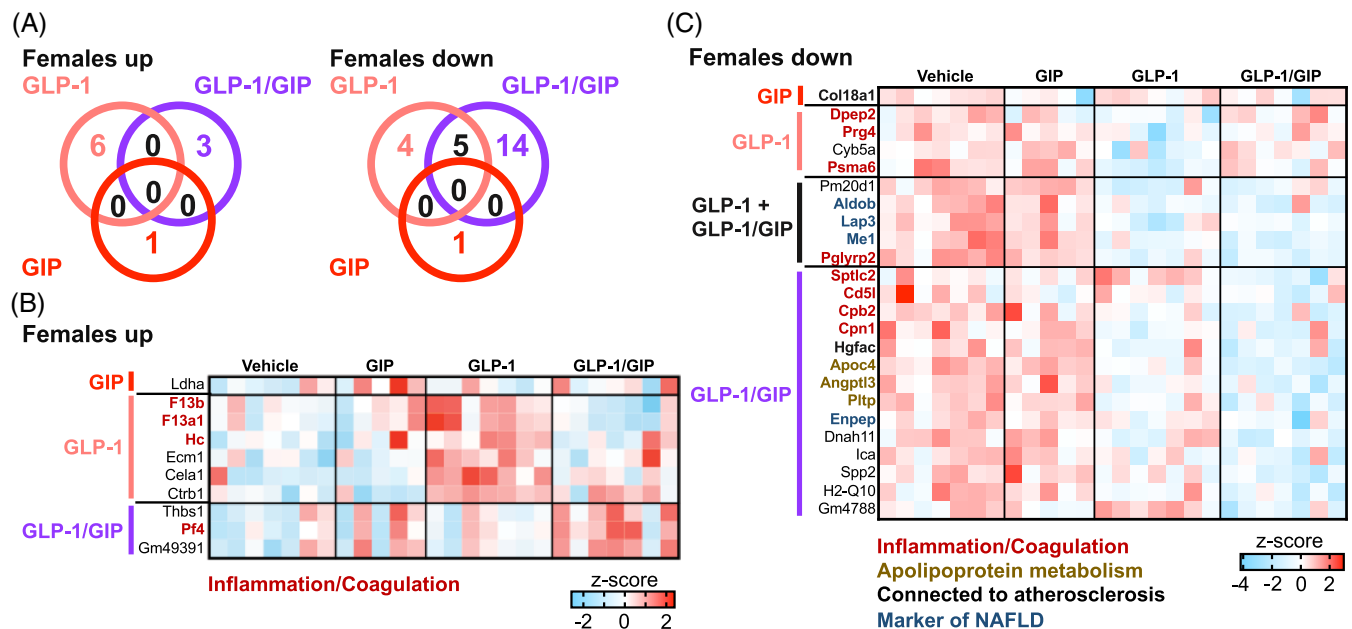 (A)
Females up
GLP-1
GLP-1/GIP
6
0
3
0
0
0
1
GIP
Females down
GLP-1
GLP-1/GIP
4
5
14
0
0
0
1
GIP
(B)
Females up
Vehicle GIP GLP-1 GLP-1/GIP
GIP
Ldha
GLP-1
F13b
F13a1
Hc
Ecm1
Cela1
Ctrb1
GLP-1/GIP
Thbs1
Pf4
Gm49391
Inflammation/Coagulation
z-score
-2 0 2
(C)
Females down
Vehicle GIP GLP-1 GLP-1/GIP
GIP
Col18a1
GLP-1
Dpep2
Prg4
Cyb5a
Psma6
GLP-1 +
GLP-1/GIP
Pm20d1
Aldob
Lap3
Me1
Pglyrp2
GLP-1/GIP
Sptlc2
Cd5l
Cpb2
Cpn1
Hgfac
Apoc4
Angptl3
Pltp
Enpep
Dnah11
Ica
Spp2
H2-Q10
Gm4788
Inflammation/Coagulation
Apolipoprotein metabolism
Connected to atherosclerosis
Marker of NAFLD
z-score
-4 -2 0 2